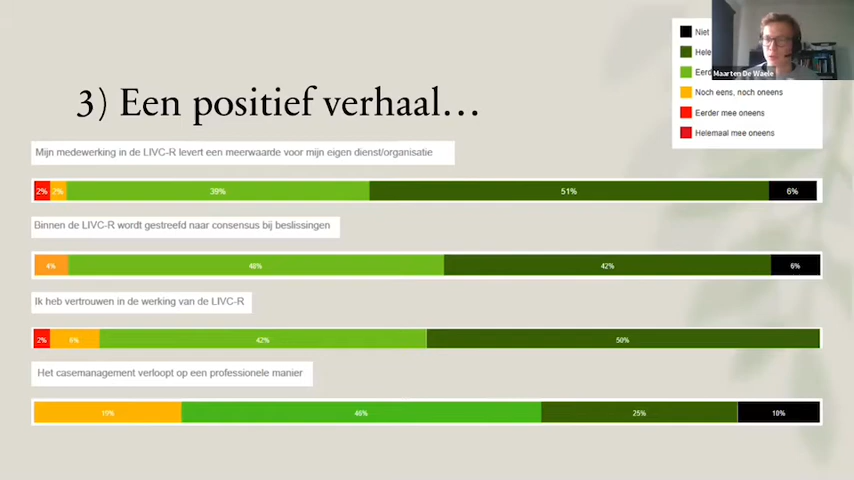 3) Een positief verhaal…
Niet
Hele
Eerd
Maarten De Waele
Noch eens, noch oneens
Eerder mee oneens
Helemaal mee oneens
Mijn medewerking in de LIVC-R levert een meerwaarde voor mijn eigen dienst/organisatie
2% 2% 39% 51% 6%
Binnen de LIVC-R wordt gestreefd naar consensus bij beslissingen
4% 48% 42% 6%
Ik heb vertrouwen in de werking van de LIVC-R
2% 6% 42% 50%
Het casemanagement verloopt op een professionele manier
19% 46% 25% 10%